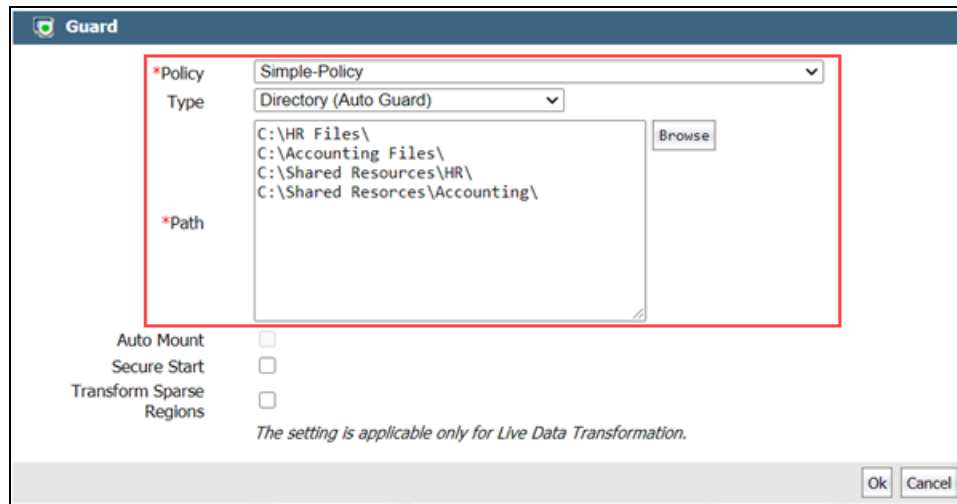 Guard
*Policy Simple-Policy
Type Directory (Auto Guard)
C:\HR Files\ Browse
C:\Accounting Files\
C:\Shared Resources\HR\
C:\Shared Resorces\Accounting\
*Path
Auto Mount
Secure Start
Transform Sparse
Regions
The setting is applicable only for Live Data Transformation.
Ok Cancel